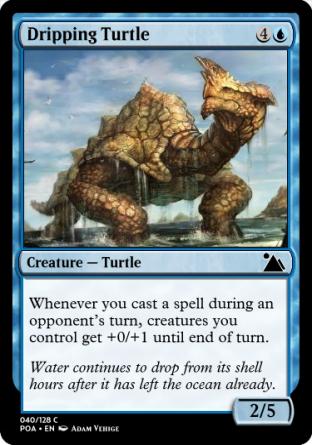 Dripping Turtle 4
Creature — Turtle
Whenever you cast a spell during an
opponent's turn, creatures you
control get +0/+1 until end of turn.
Water continues to drop from its shell
hours after it has left the ocean already.
2/5
040/128 C
POA • EN Adam Vehige